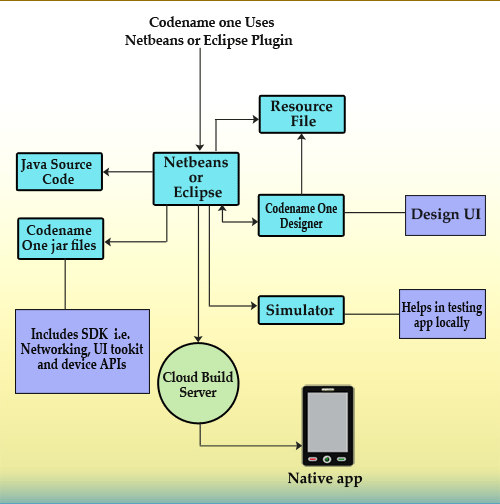 Codename one Uses
Netbeans or Eclipse Plugin
Resource
File
Java Source
Code
Netbeans
or
Eclipse
Codename One
Designer
Design UI
Codename
One jar files
Simulator
Helps in testing
app locally
Includes SDK i.e.
Networking, UI tookit
and device APIs
Cloud Build
Server
Native app